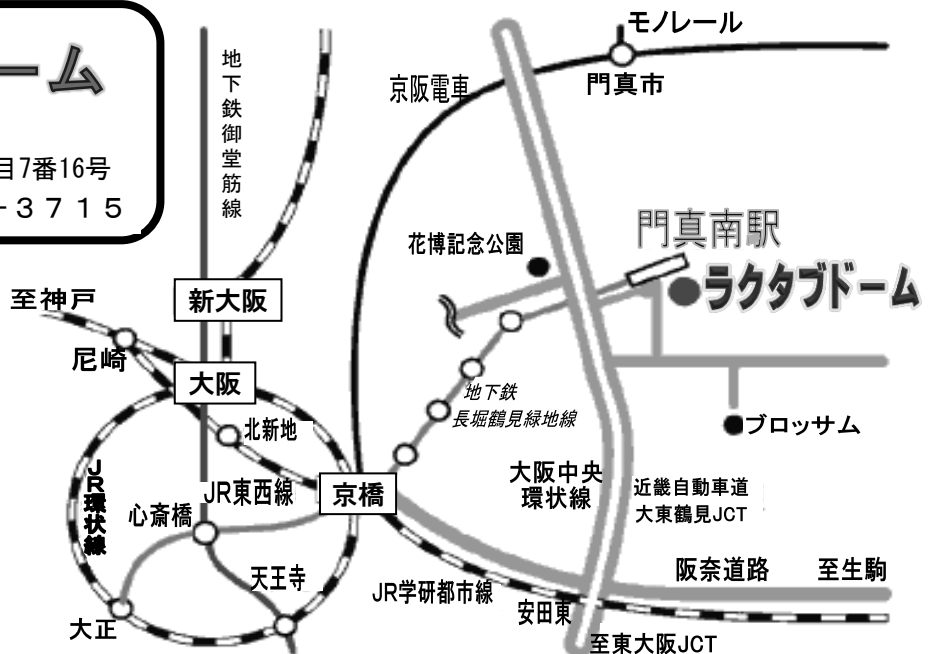 ーム
目7番16号
-3715
モノレール
門真市
京阪電車
地下鉄御堂筋線
門真南駅
ラクタブドーム
花博記念公園
至神戸
新大阪
尼崎
大阪
地下鉄
長堀鶴見緑地線
北新地
ブロッサム
大阪中央
環状線
近畿自動車道
大東鶴見JCT
JR東西線
京橋
JR環状線
心斎橋
天王寺
大正
JR学研都市線
安田東
阪奈道路
至生駒
至東大阪JCT